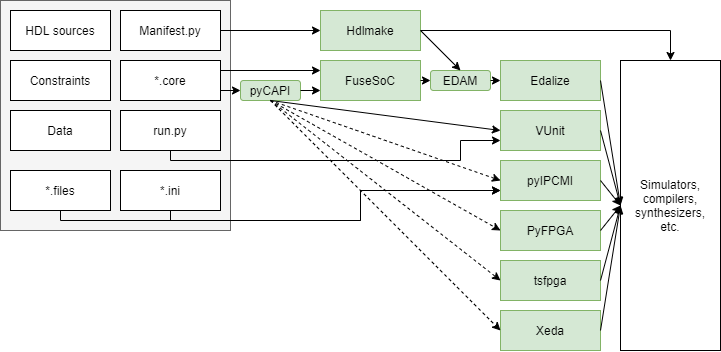 HDL sources
Manifest.py
Hdlmake
Constraints
*.core
pyCAPI
FuseSoC
EDAM
Edalize
Data
run.py
VUnit
*.files
*.ini
pyIPCMI
PyFPGA
tsfpga
Xeda
Simulators,
compilers,
synthesizers,
etc.